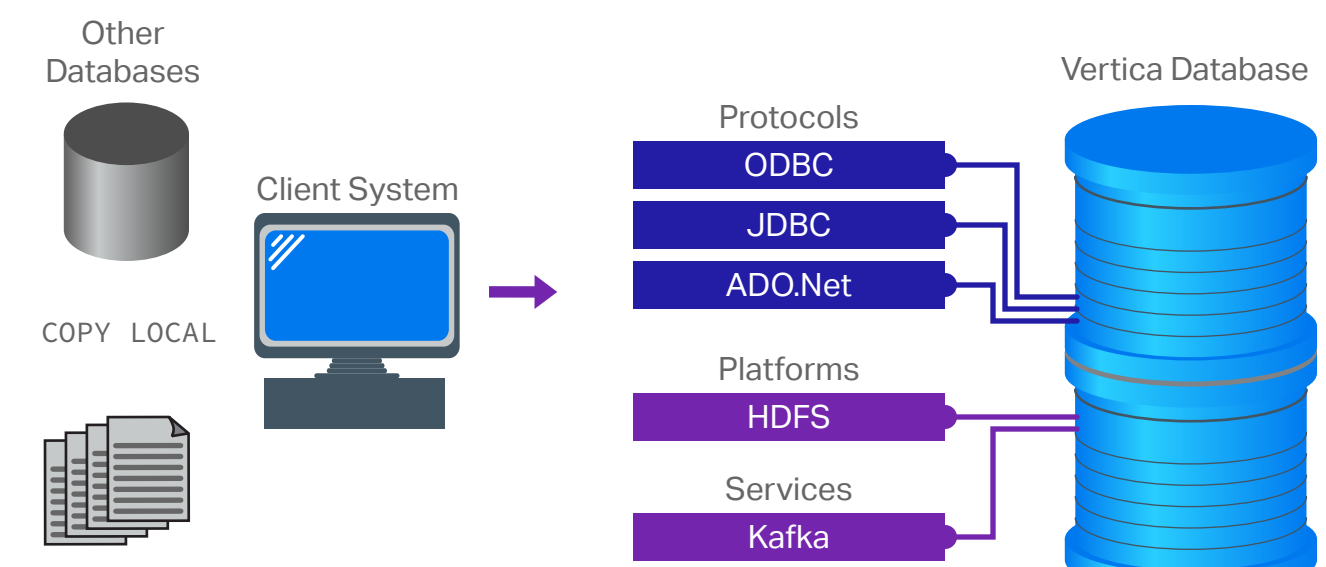 Other
Databases
Client System
COPY LOCAL
Protocols
ODBC
JDBC
ADO.Net
Platforms
HDFS
Services
Kafka
Vertica Database